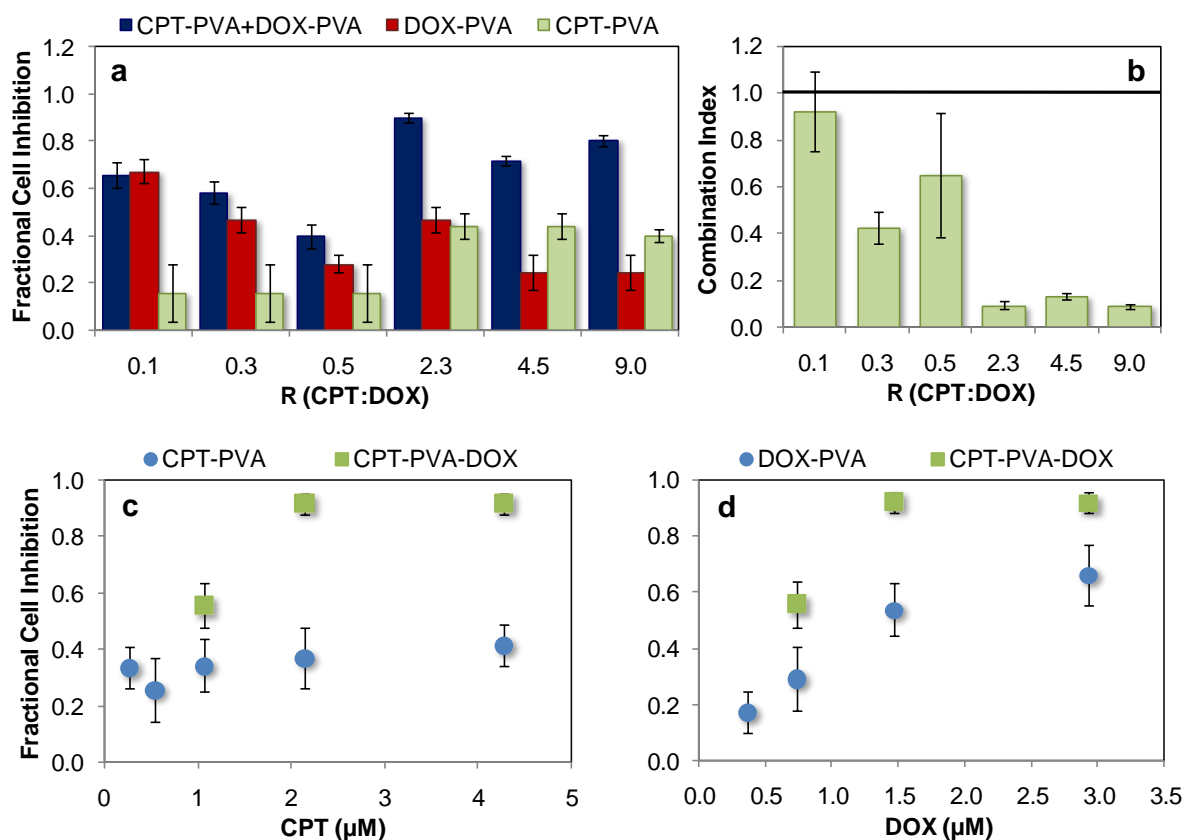 CPT-PVA+DOX-PVA DOX-PVA CPT-PVA
a
Fractional Cell Inhibition
1.2
1.0
0.8
0.6
0.4
0.2
0.0
0.1 0.3 0.5 2.3 4.5 9.0
R (CPT:DOX)
b
Combination Index
1.2
1.0
0.8
0.6
0.4
0.2
0.0
0.1 0.3 0.5 2.3 4.5 9.0
R (CPT:DOX)
CPT-PVA CPT-PVA-DOX
c
Fractional Cell Inhibition
1.0
0.8
0.6
0.4
0.2
0.0
0 1 2 3 4 5
CPT (µM)
DOX-PVA CPT-PVA-DOX
d
1.0
0.8
0.6
0.4
0.2
0.0
0.0 0.5 1.0 1.5 2.0 2.5 3.0 3.5
DOX (µM)